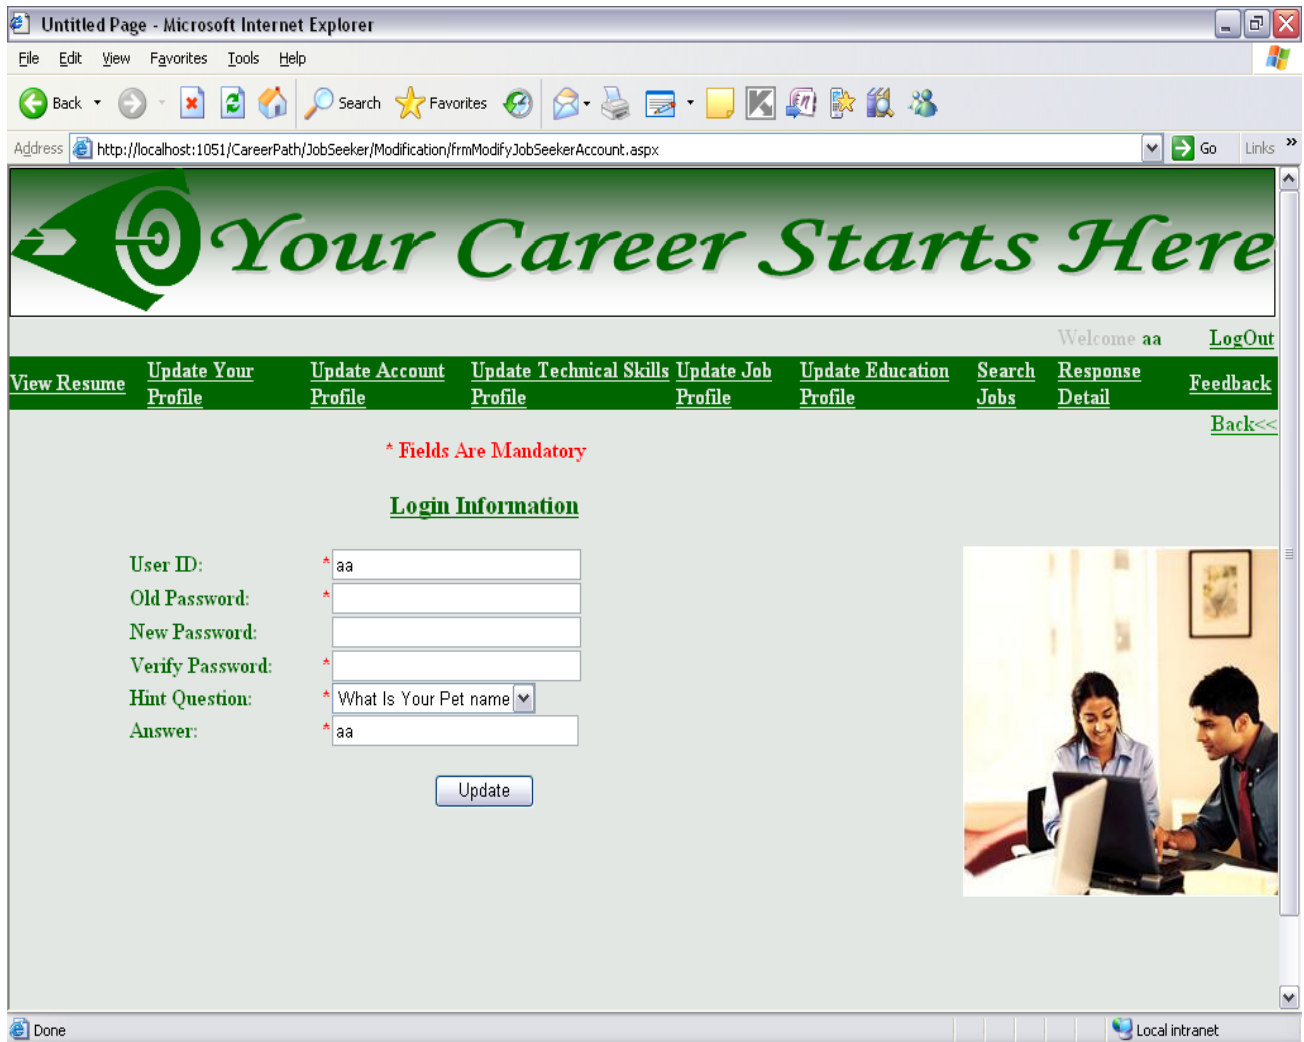 Untitled Page - Microsoft Internet Explorer
File Edit View Favorites Tools Help
Back Search Favorites
Address http://localhost:1051/CareerPath/JobSeeker/Modification/frmModifyJobSeekerAccount.aspx Go Links »
Your Career Starts Here
Welcome aa LogOut
View Resume Update Your Profile Update Account Profile Update Technical Skills Profile Update Job Profile Update Education Profile Search Jobs Response Detail Feedback
Back<<
* Fields Are Mandatory
Login Information
User ID: * aa
Old Password: *
New Password:
Verify Password: *
Hint Question: * What Is Your Pet name
Answer: * aa
Update
Done Local intranet